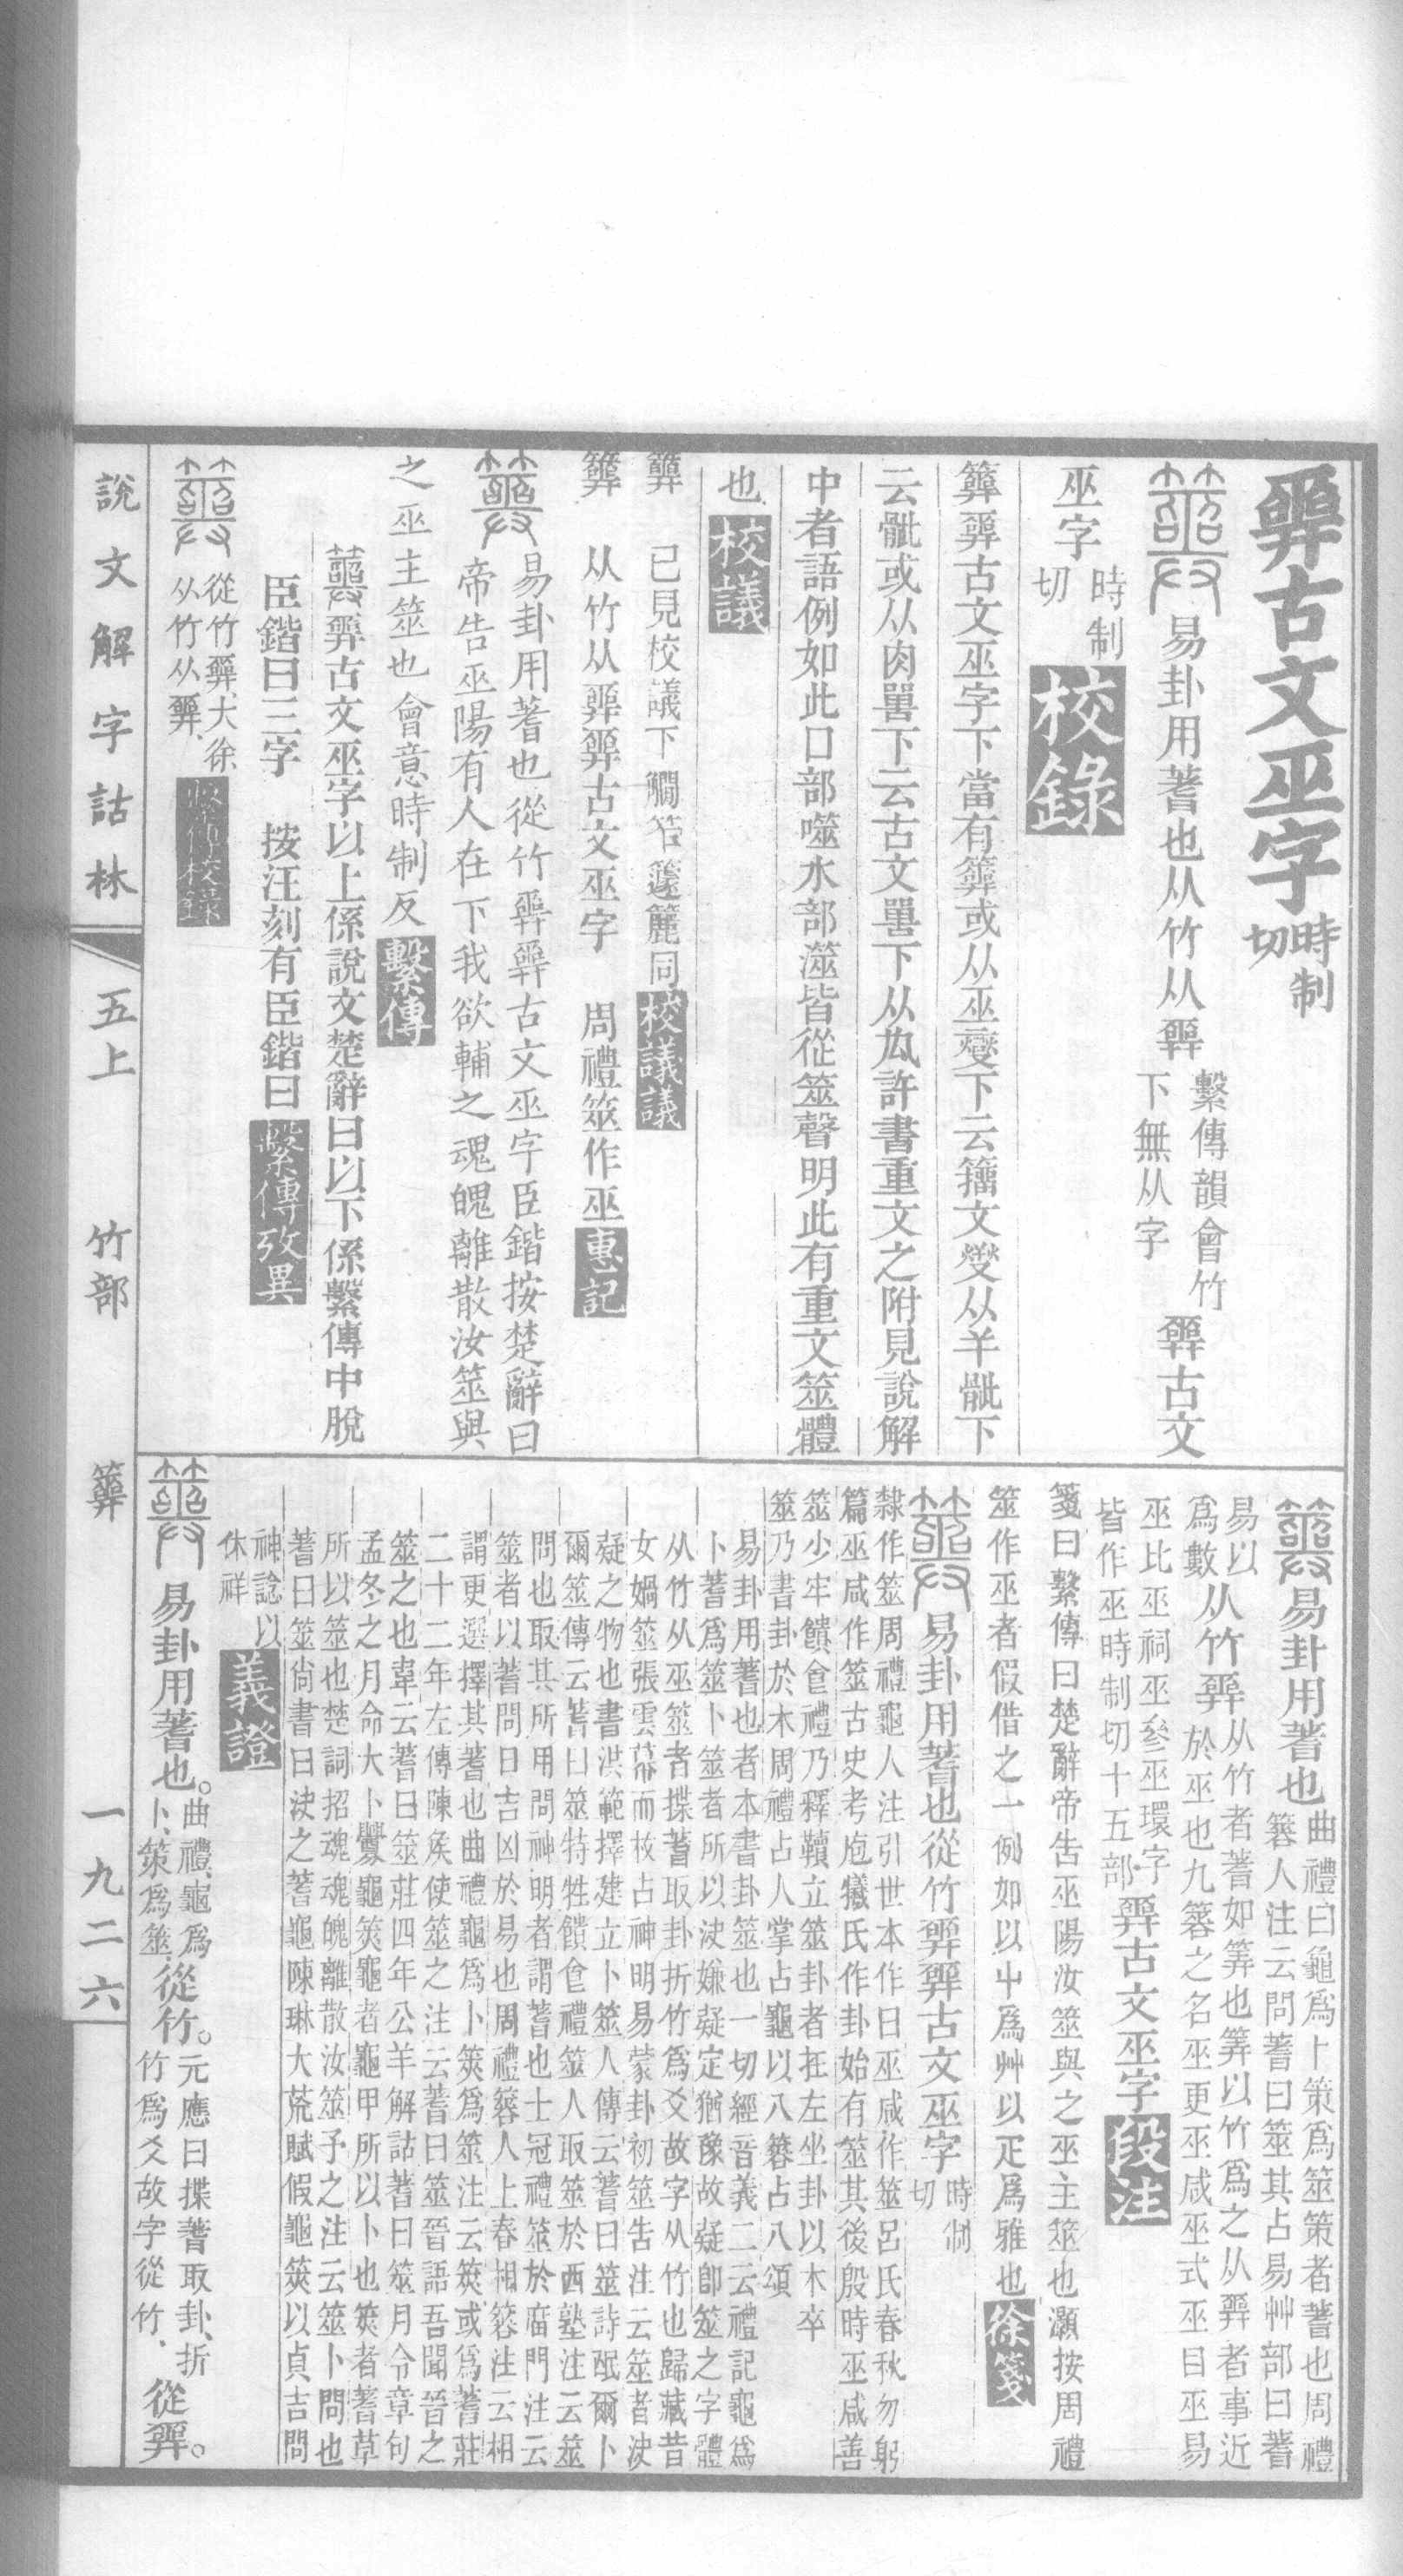 𢍮古文巫字時制切
易卦用蓍也从竹从𢍮繫傳韻會竹下無从字𢍮古文
巫字時制切校錄
𥷚𢍮古文巫字下當有𥷚或从巫燮下云籒文燮从羊骴下
云骴或从肉㗊下云古文㗊下从㼌許書重文之附見說解
中者語例如此口部噬水部澨皆從筮聲明此有重文筮體
也校議
𥷚 已見校議下觴笿籧簏同校議議
𥷚 从竹从𢍮𢍮古文巫字 周禮筮作巫惠記
易卦用蓍也從竹𢍮𢍮古文巫字臣鍇按楚辭曰
帝告巫陽有人在下我欲輔之魂魄離散汝筮與
之巫主筮也會意時制反繫傳
𢍮古文巫字以上係說文楚辭曰以下係繫傳中脫
臣鍇曰三字 按汪刻有臣鍇曰繫傳攷異
從竹𢍮大徐
从竹从𢍮繫傳校錄
易卦用蓍也曲禮曰龜爲卜策爲筮策者蓍也周禮
簭人注云問蓍曰筮其占易艸部曰蓍
易以爲數从竹𢍮从竹者蓍如筭也筭以竹爲之从𢍮者事近
於巫也九簭之名巫更巫咸巫式巫目巫易
巫比巫祠巫參巫環字
皆作巫時制切十五部𢍮古文巫字段注
箋曰繫傳曰楚辭帝告巫陽汝筮與之巫主筮也灝按周禮
筮作巫者假借之一例如以屮爲艸以疋爲雅也徐箋
易卦用蓍也從竹𢍮𢍮古文巫字時制切
隸作筮周禮龜人注引世本作曰巫咸作筮呂氏春秋勿躬
篇巫咸作筮古史考庖犧氏作卦始有筮其後殷時巫咸善
筮少牢饋食禮乃釋韇立筮卦者在左坐卦以木卒
筮乃書卦於木周禮占人掌占龜以八簭占八頌
易卦用蓍也者本書卦筮也一切經音義二云禮記龜爲
卜蓍爲筮卜筮者所以決嫌疑定猶豫故疑卽筮之字體
从竹从巫筮者揲蓍取卦折竹爲爻故字从竹也歸藏昔
女媧筮張雲幕而枚占神明易蒙卦初筮告注云筮者決
疑之物也書洪範擇建立卜筮人傳云蓍曰筮詩氓爾卜
爾筮傳云蓍曰筮特牲饋食禮筮人取筮於西塾注云筮
問也取其所用問神明者謂蓍也士冠禮筮於廟門注云
筮者以蓍問日吉凶於易也周禮簭人上春相簭注云相
謂更選擇其蓍也曲禮龜爲卜筴爲筮注云筴或爲蓍莊
二十二年左傳陳侯使筮之注云蓍曰筮晉語吾聞晉之
筮之也韋云蓍曰筮莊四年公羊解詁蓍曰筮月令章句
孟冬之月命大卜釁龜筴龜者龜甲所以卜也筴者蓍草
所以筮也楚詞招魂魂魄離散汝筮予之注云筮卜問也
蓍曰筮尙書曰決之蓍龜陳琳大荒賦假龜筴以貞吉問
神諗以休祥義證
易卦用蓍也。曲禮、龜爲卜、策爲筮從竹。元應曰揲蓍取卦、折竹爲爻故字從竹、從𢍮。
說文解字詁林 五上 竹部 𥷚 一九二六